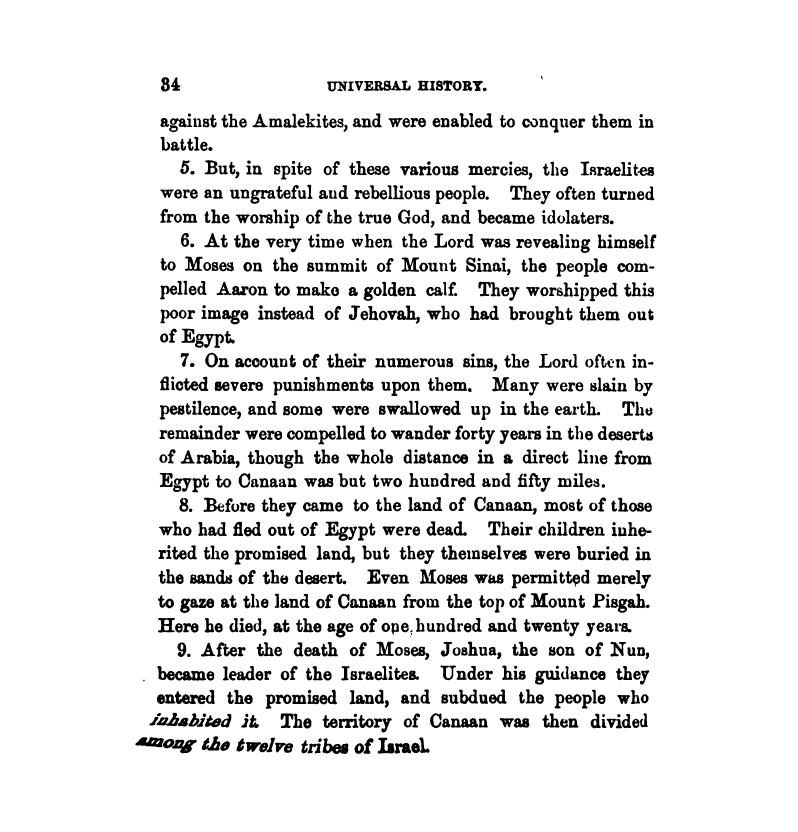 34 UNIVERSAL HISTORY.
against the Amalekites, and were enabled to conquer them in
battle.
5. But, in spite of these various mercies, the Israelites
were an ungrateful and rebellious people. They often turned
from the worship of the true God, and became idolaters.
6. At the very time when the Lord was revealing himself
to Moses on the summit of Mount Sinai, the people com-
pelled Aaron to make a golden calf. They worshipped this
poor image instead of Jehovah, who had brought them out
of Egypt.
7. On account of their numerous sins, the Lord often in-
flicted severe punishments upon them. Many were slain by
pestilence, and some were swallowed up in the earth. The
remainder were compelled to wander forty years in the deserts
of Arabia, though the whole distance in a direct line from
Egypt to Canaan was but two hundred and fifty miles.
8. Before they came to the land of Canaan, most of those
who had fled out of Egypt were dead. Their children inhe-
rited the promised land, but they themselves were buried in
the sands of the desert. Even Moses was permitted merely
to gaze at the land of Canaan from the top of Mount Pisgah.
Here he died, at the age of one hundred and twenty years.
9. After the death of Moses, Joshua, the son of Nun,
became leader of the Israelites. Under his guidance they
entered the promised land, and subdued the people who
inhabited it. The territory of Canaan was then divided
among the twelve tribes of Israel.